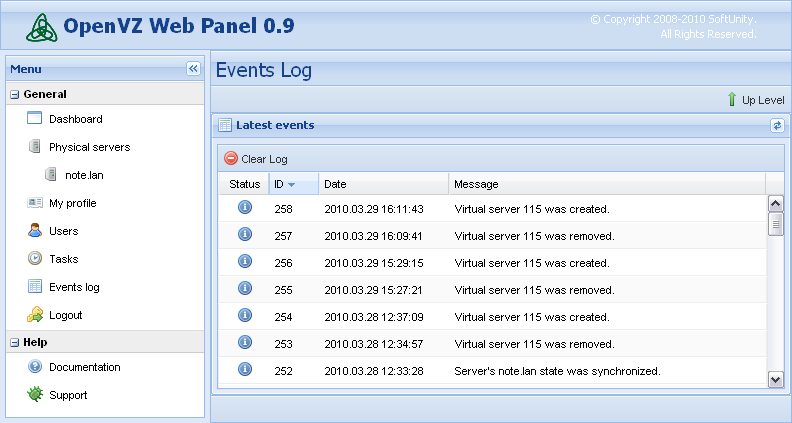 OpenVZ Web Panel 0.9
© Copyright 2008-2010 SoftUnity.
All Rights Reserved.
Menu
General
Dashboard
Physical servers
note.lan
My profile
Users
Tasks
Events log
Logout
Help
Documentation
Support
Events Log
Up Level
Latest events
Clear Log
Status ID Date Message
258 2010.03.29 16:11:43 Virtual server 115 was created.
257 2010.03.29 16:09:41 Virtual server 115 was removed.
256 2010.03.29 15:29:15 Virtual server 115 was created.
255 2010.03.29 15:27:21 Virtual server 115 was removed.
254 2010.03.28 12:37:09 Virtual server 115 was created.
253 2010.03.28 12:34:57 Virtual server 115 was removed.
252 2010.03.28 12:33:28 Server's note.lan state was synchronized.